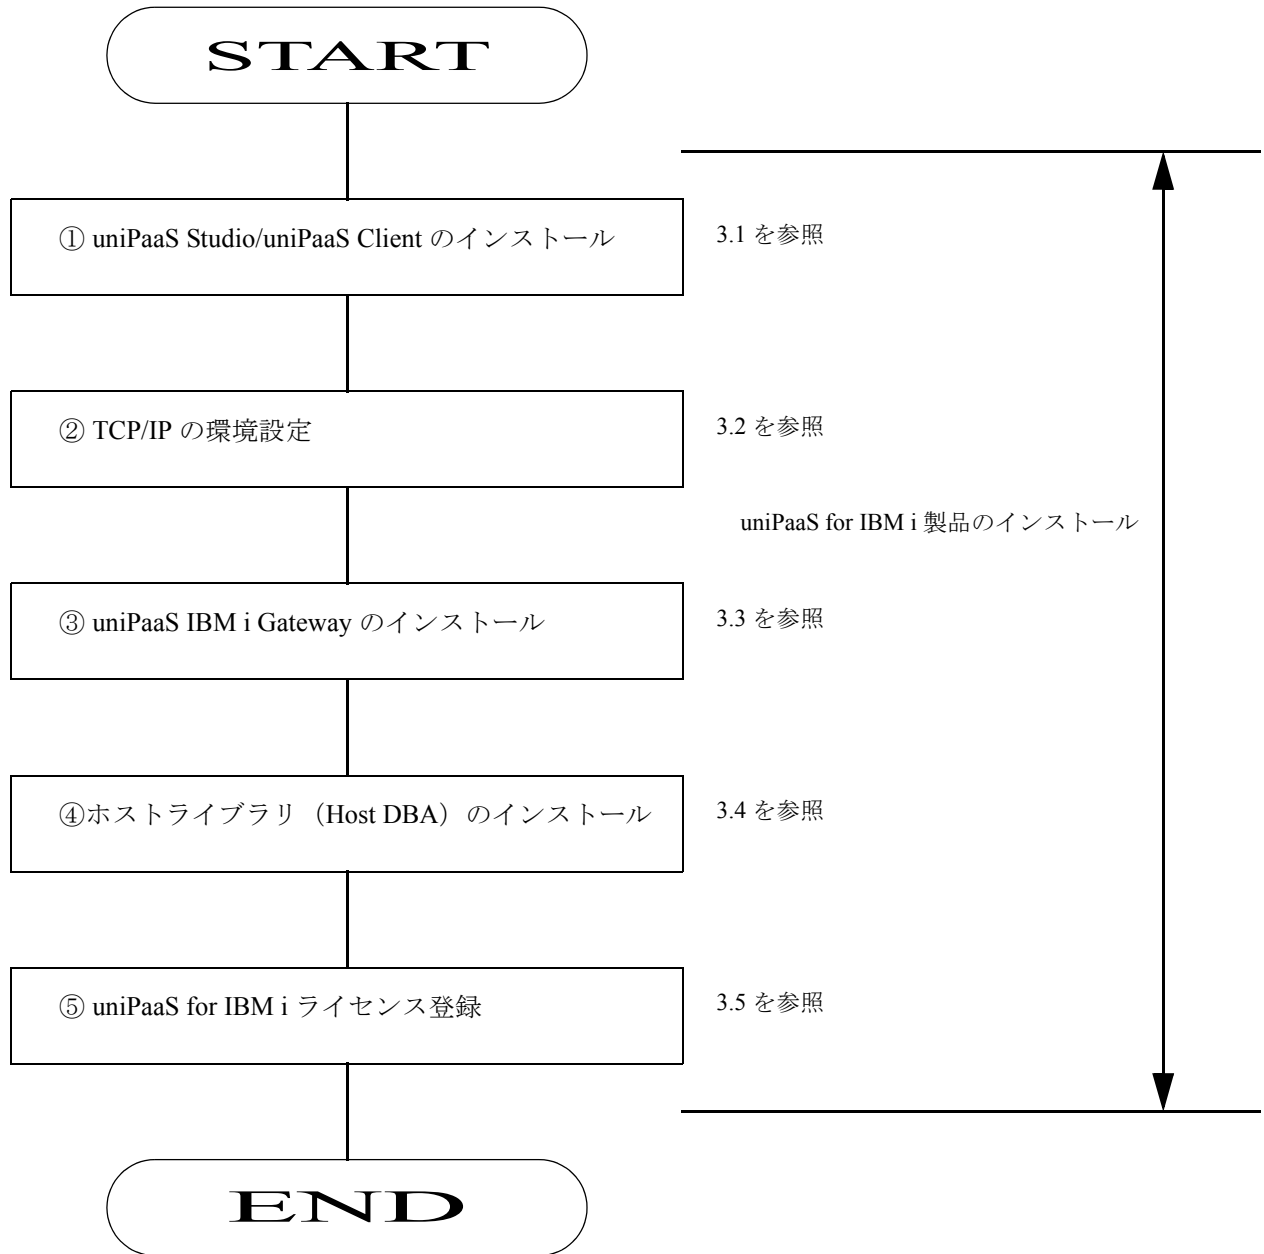 START
① uniPaaS Studio/uniPaaS Client のインストール
3.1 を参照
② TCP/IP の環境設定
3.2 を参照
uniPaaS for IBM i 製品のインストール
③ uniPaaS IBM i Gateway のインストール
3.3 を参照
④ホストライブラリ（Host DBA）のインストール
3.4 を参照
⑤ uniPaaS for IBM i ライセンス登録
3.5 を参照
END